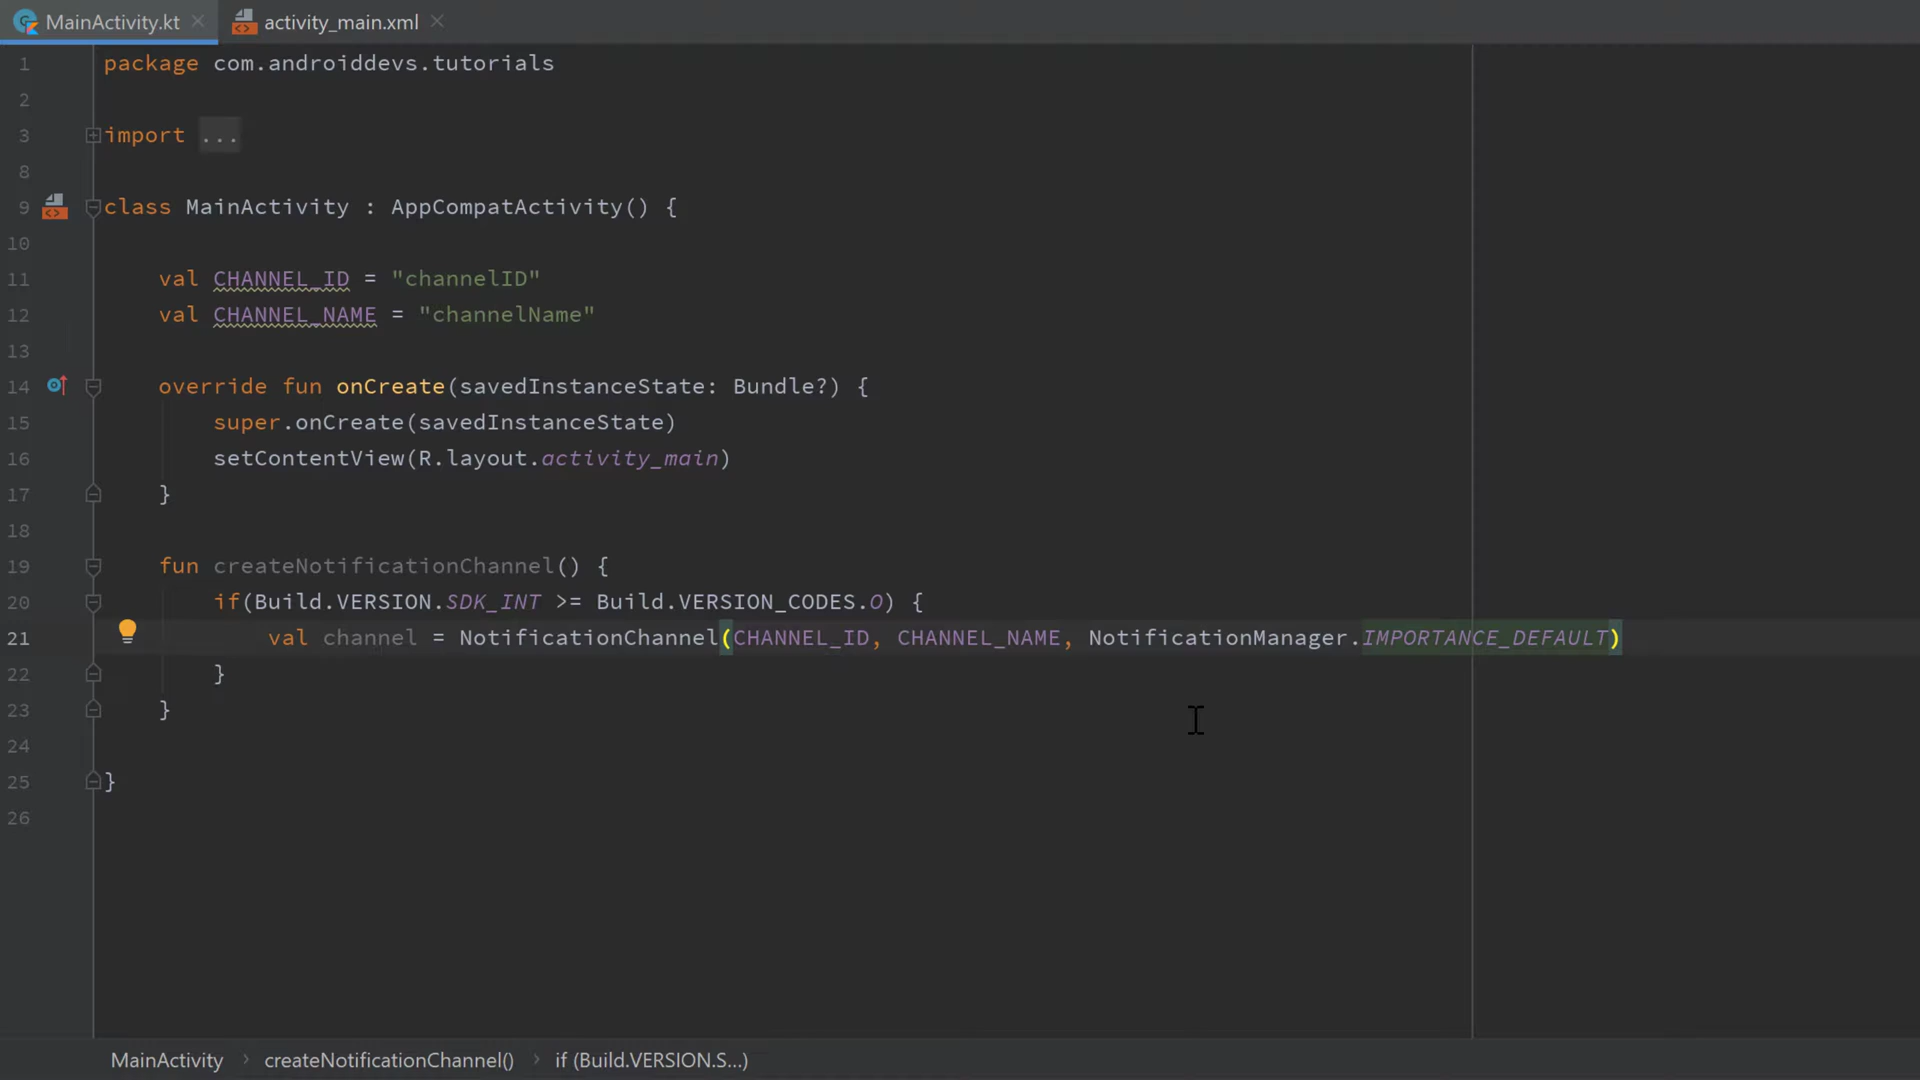 MainActivity.kt
activity_main.xml
1 package com.androiddevs.tutorials
2
3 import ...
8
9 class MainActivity : AppCompatActivity() {
10
11 val CHANNEL_ID = "channelID"
12 val CHANNEL_NAME = "channelName"
13
14 override fun onCreate(savedInstanceState: Bundle?) {
15 super.onCreate(savedInstanceState)
16 setContentView(R.layout.activity_main)
17 }
18
19 fun createNotificationChannel() {
20 if(Build.VERSION.SDK_INT >= Build.VERSION_CODES.O) {
21 val channel = NotificationChannel(CHANNEL_ID, CHANNEL_NAME, NotificationManager.IMPORTANCE_DEFAULT)
22 }
23 }
24
25 }
26
MainActivity › createNotificationChannel() › if (Build.VERSION.S...)